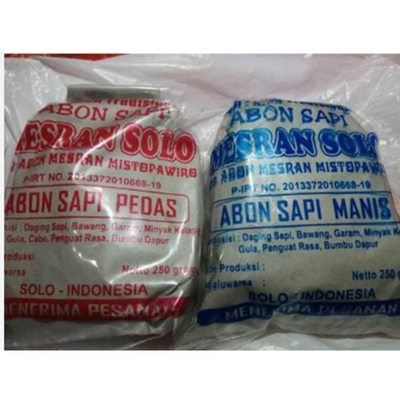 ABON SAPI
MESRAN SOLO
ABON MESRAN MISTOPAWIRO
P-IRT NO. 2013372010668-19
ABON SAPI PEDAS
Daging Sapi, Bawang, Garam, Minyak
Gula, Cabe, Penguat Rasa, Bumbu Dapur
Produksi :
Netto 250 gram
SOLO - INDONESIA
MENERIMA PESANAN
ABON SAPI
MESRAN SOLO
ABON MESRAN MISTOPAWIRO
P-IRT NO. 2013372010668-19
ABON SAPI MANIS
Daging Sapi, Bawang, Garam, Minyak
Gula, Penguat Rasa, Bumbu Dapur
Produksi :
Netto 250
SOLO - INDONESIA
MENERIMA PESANAN